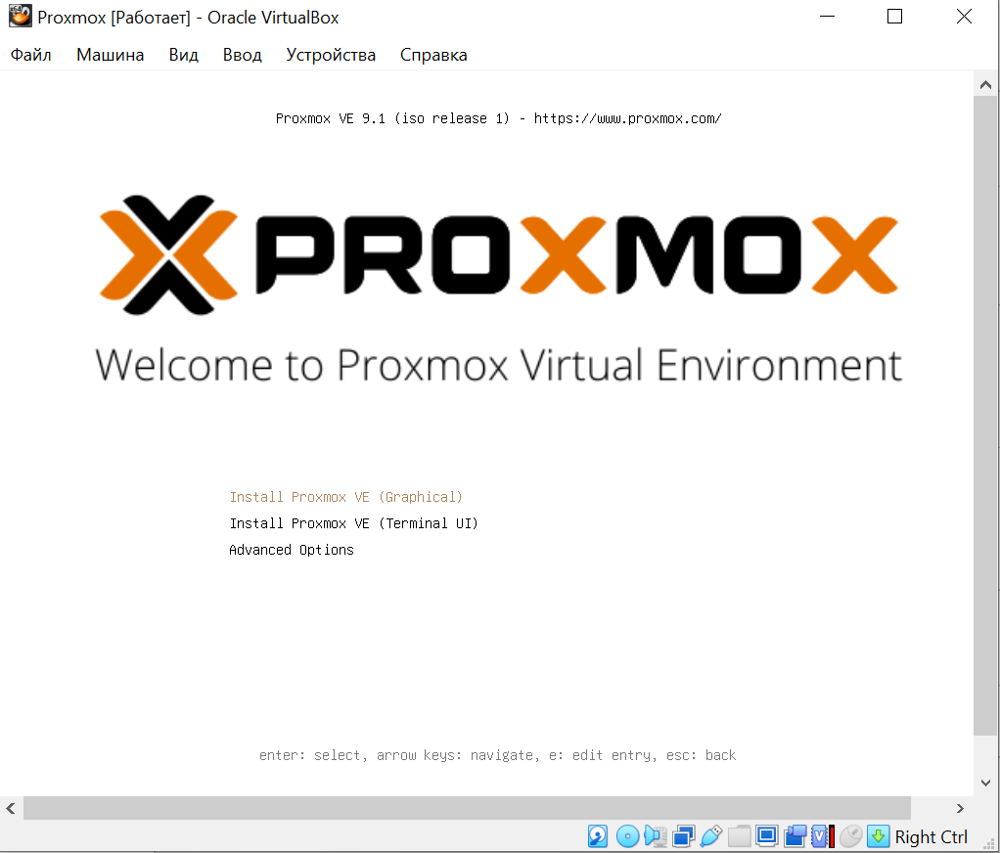 Proxmox [Работает] - Oracle VirtualBox
Файл Машина Вид Ввод Устройства Справка
Proxmox VE 9.1 (iso release 1) - https://www.proxmox.com/
PROXMOX
Welcome to Proxmox Virtual Environment
Install Proxmox VE (Graphical)
Install Proxmox VE (Terminal UI)
Advanced Options
enter: select, arrow keys: navigate, e: edit entry, esc: back
Right Ctrl